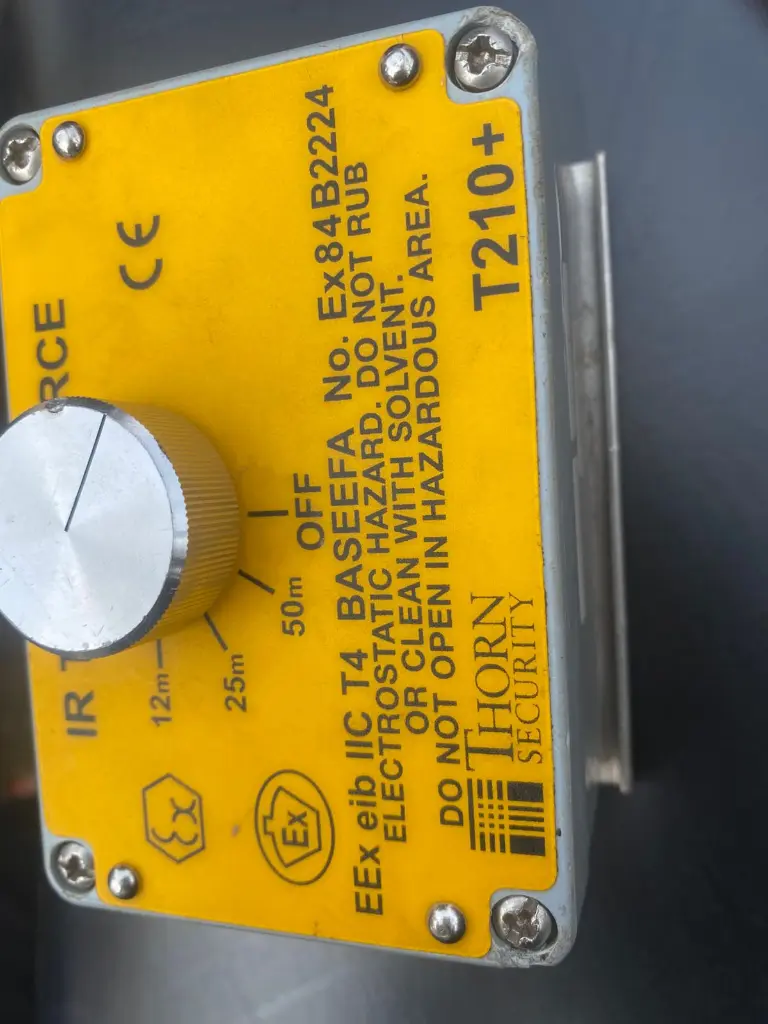 IR T RCE
CE
12m
25m
50m
OFF
Ex
Ex
EEx eib IIC T4 BASEEFA No. Ex84B2224
ELECTROSTATIC HAZARD. DO NOT RUB
OR CLEAN WITH SOLVENT.
DO NOT OPEN IN HAZARDOUS AREA.
THORN
SECURITY
T210+